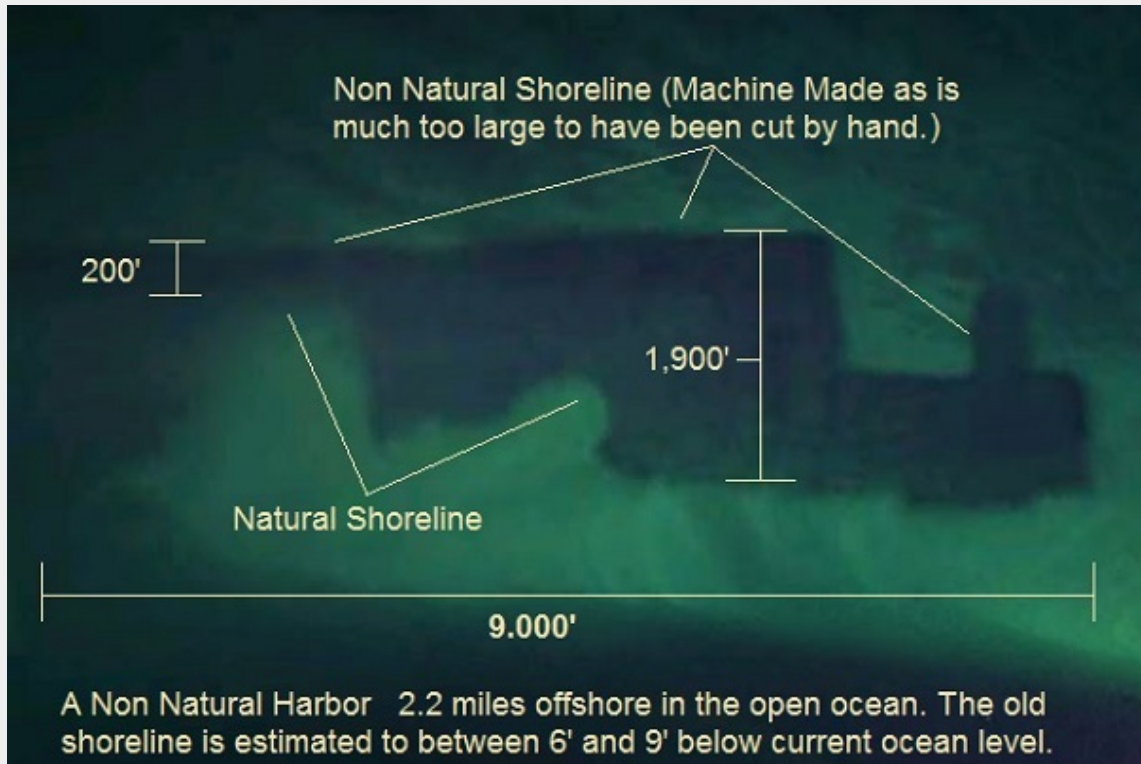 Non Natural Shoreline (Machine Made as is
much too large to have been cut by hand.)
200'
1,900'
Natural Shoreline
9.000'
A Non Natural Harbor   2.2 miles offshore in the open ocean. The old
shoreline is estimated to between 6' and 9' below current ocean level.